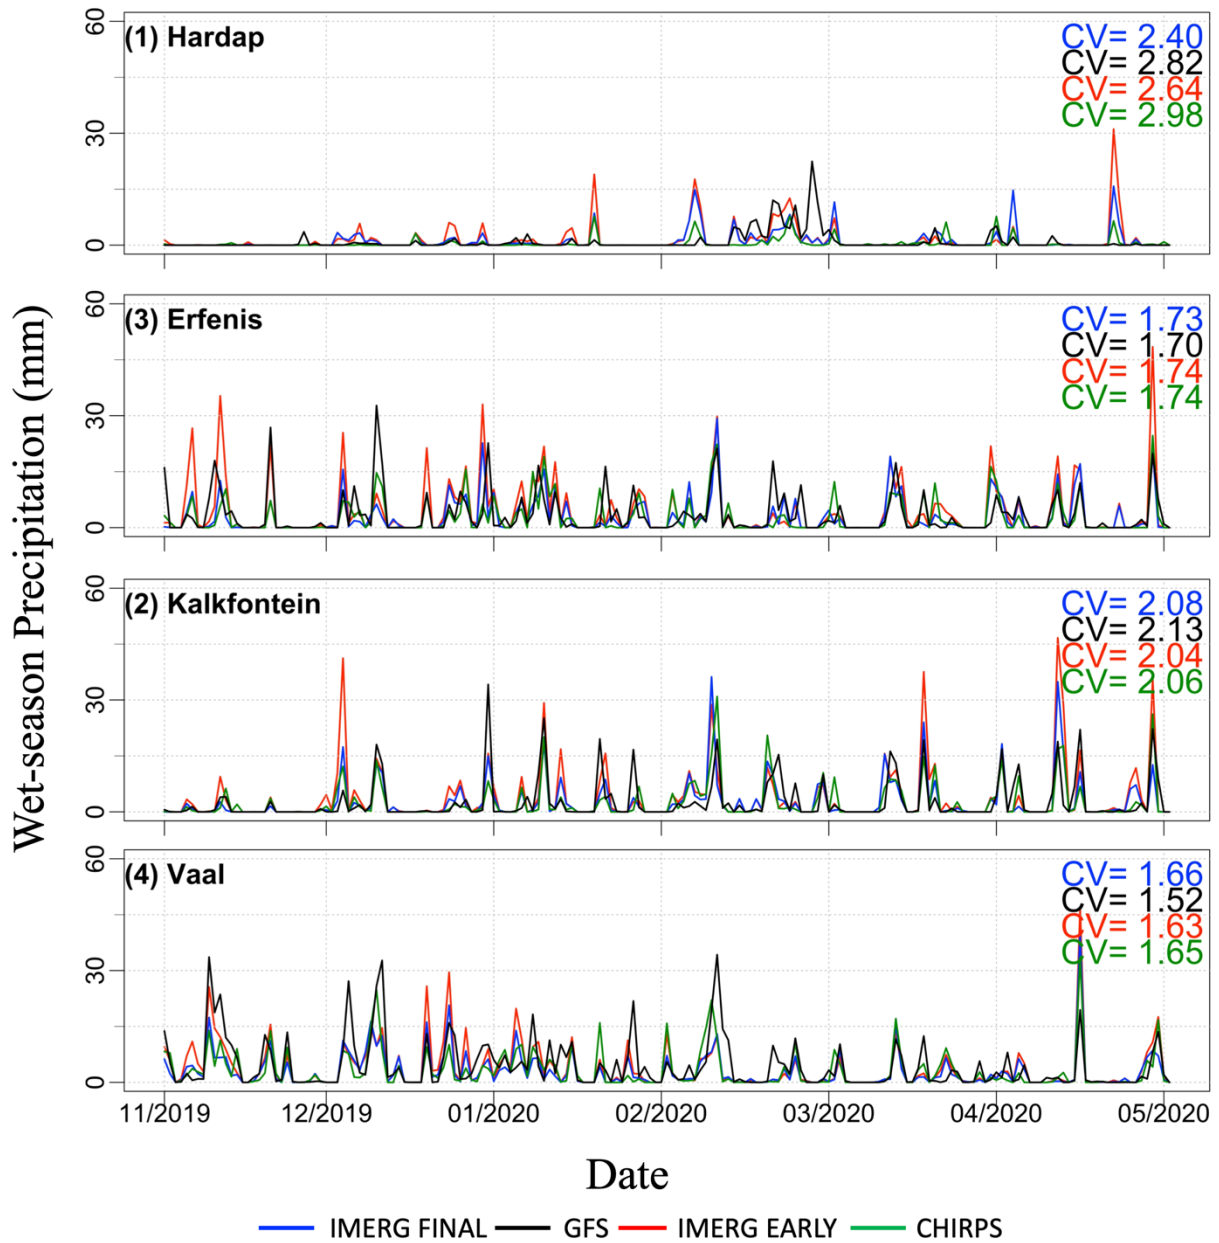 Wet-season Precipitation (mm)
(1) Hardap
CV= 2.40
CV= 2.82
CV= 2.64
CV= 2.98
60
30
0
(3) Erfenis
CV= 1.73
CV= 1.70
CV= 1.74
CV= 1.74
60
30
0
(2) Kalkfontein
CV= 2.08
CV= 2.13
CV= 2.04
CV= 2.06
60
30
0
(4) Vaal
CV= 1.66
CV= 1.52
CV= 1.63
CV= 1.65
60
30
0
11/2019 12/2019 01/2020 02/2020 03/2020 04/2020 05/2020
Date
IMERG FINAL GFS IMERG EARLY CHIRPS